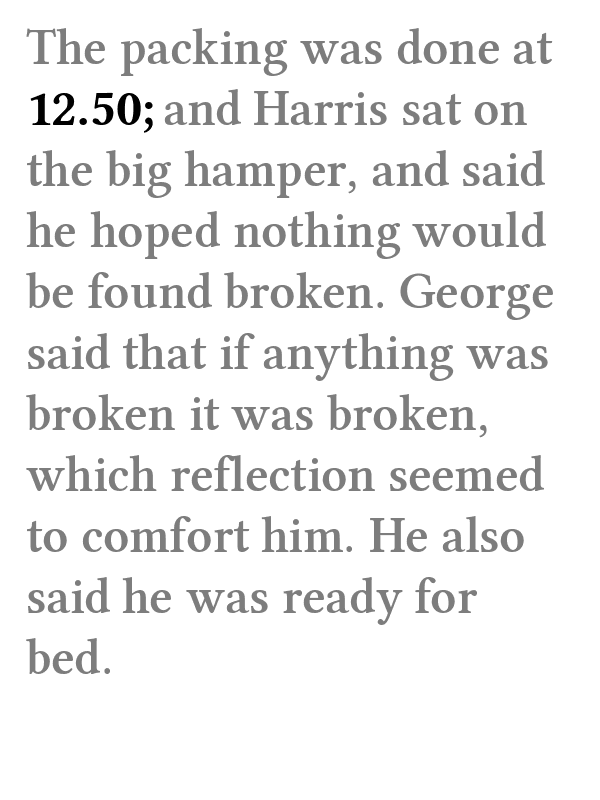 The packing was done at
12.50; and Harris sat on
the big hamper, and said
he hoped nothing would
be found broken. George
said that if anything was
broken it was broken,
which reflection seemed
to comfort him. He also
said he was ready for
bed.